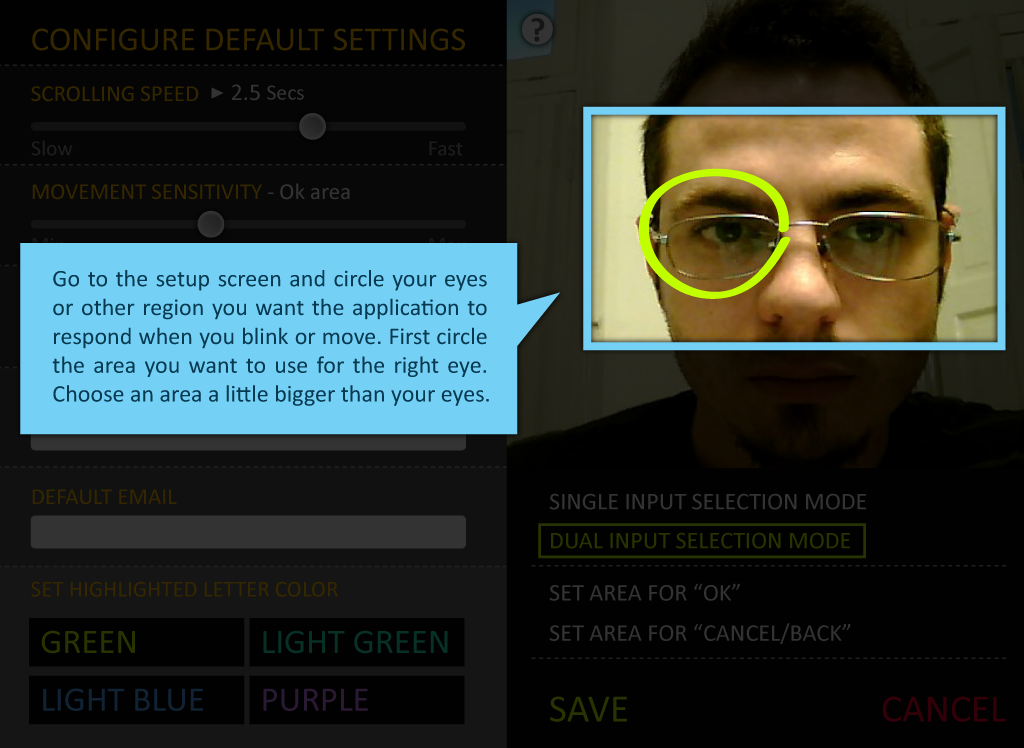 CONFIGURE DEFAULT SETTINGS
?
SCROLLING SPEED ► 2.5 Secs
Slow Fast
MOVEMENT SENSITIVITY - Ok area
Go to the setup screen and circle your eyes
or other region you want the application to
respond when you blink or move. First circle
the area you want to use for the right eye.
Choose an area a little bigger than your eyes.
DEFAULT EMAIL
SET HIGHLIGHTED LETTER COLOR
GREEN LIGHT GREEN
LIGHT BLUE PURPLE
SINGLE INPUT SELECTION MODE
DUAL INPUT SELECTION MODE
SET AREA FOR “OK”
SET AREA FOR “CANCEL/BACK”
SAVE CANCEL